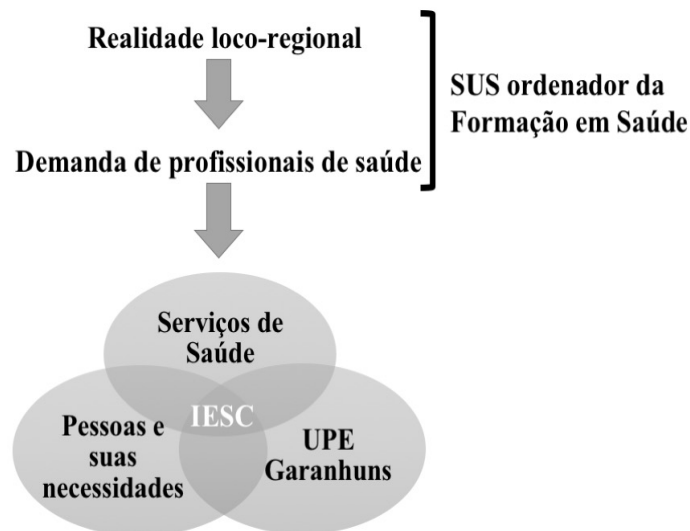 Realidade loco-regional
SUS ordenador da
Formação em Saúde
Demanda de profissionais de saúde
Serviços de
Saúde
IESC
Pessoas e
suas
necessidades
UPE
Garanhuns